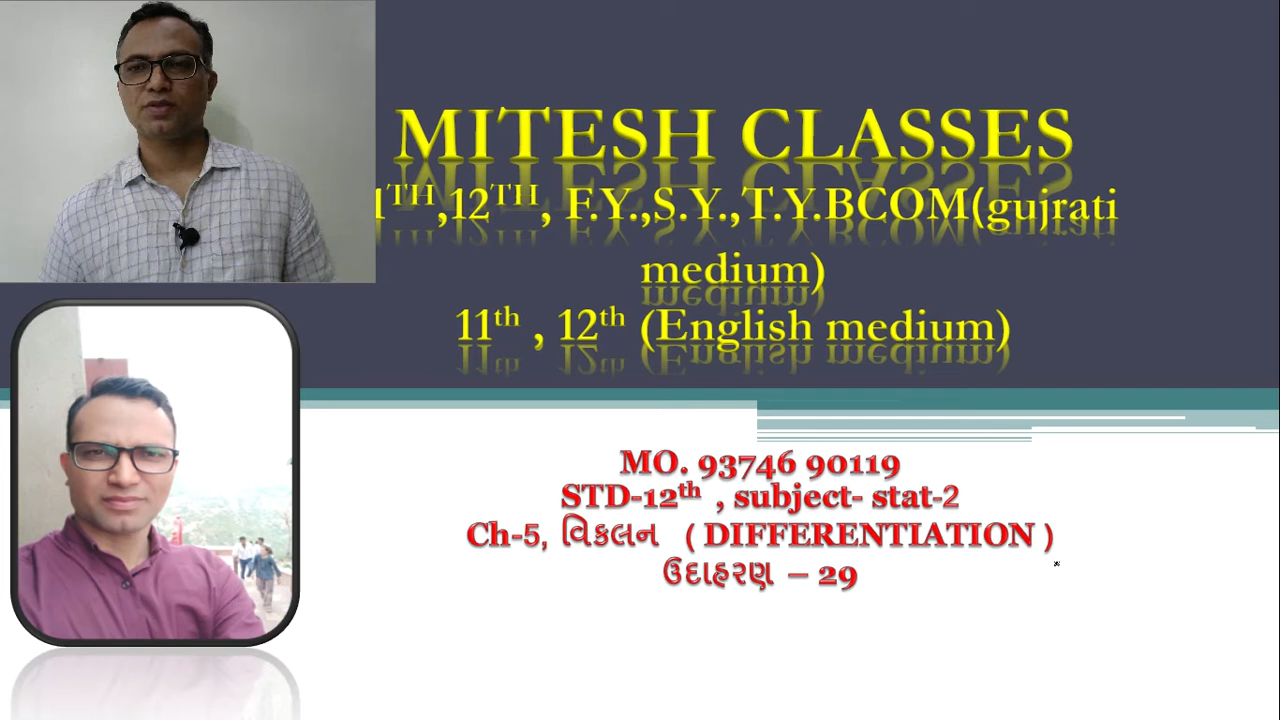 MITESH CLASSES
1TH,12TH, F.Y.,S.Y.,T.Y.BCOM(gujrati
medium)
11th , 12th (English medium)
MO. 93746 90119
STD-12th , subject- stat-2
Ch-5, વિકલન ( DIFFERENTIATION )
ઉદાહરણ – 29